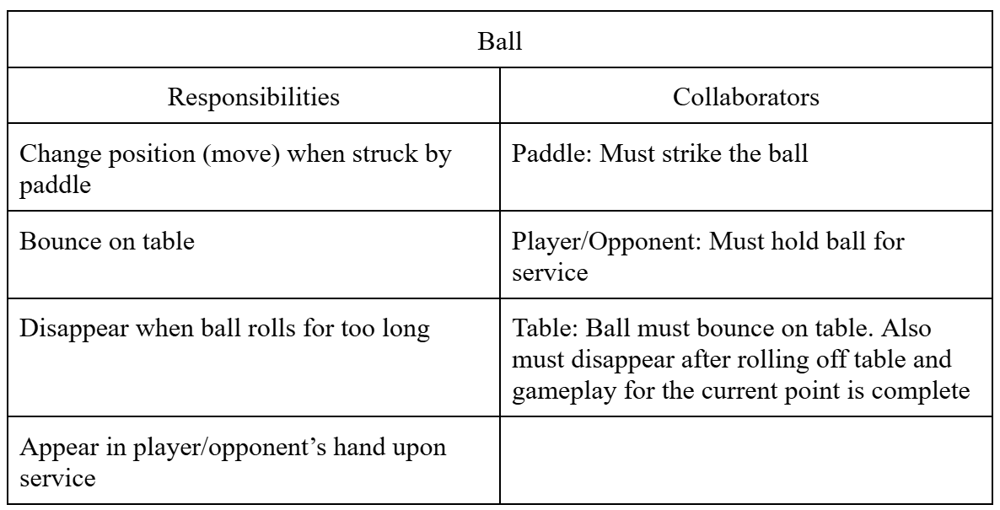 Ball
Responsibilities
Collaborators
Change position (move) when struck by
paddle
Paddle: Must strike the ball
Bounce on table
Player/Opponent: Must hold ball for
service
Disappear when ball rolls for too long
Table: Ball must bounce on table. Also
must disappear after rolling off table and
gameplay for the current point is complete
Appear in player/opponent’s hand upon
service